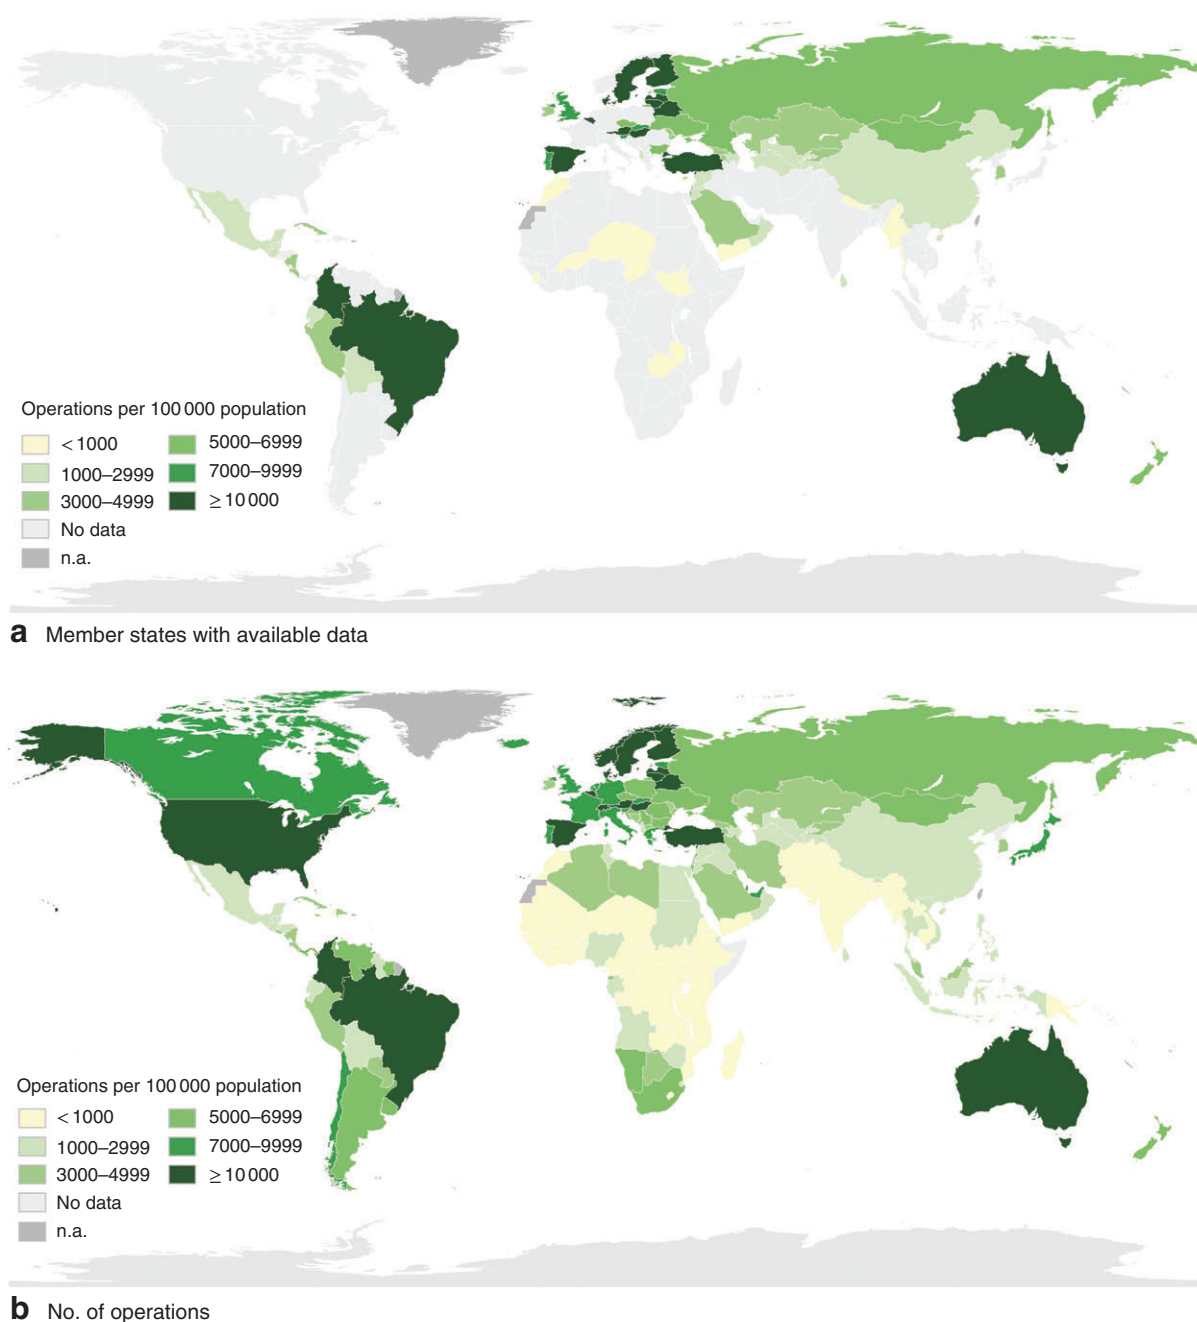 Operations per 100 000 population
< 1000
5000–6999
1000–2999
7000–9999
3000–4999
≥ 10 000
No data
n.a.
a Member states with available data
Operations per 100 000 population
< 1000
5000–6999
1000–2999
7000–9999
3000–4999
≥ 10 000
No data
n.a.
b No. of operations